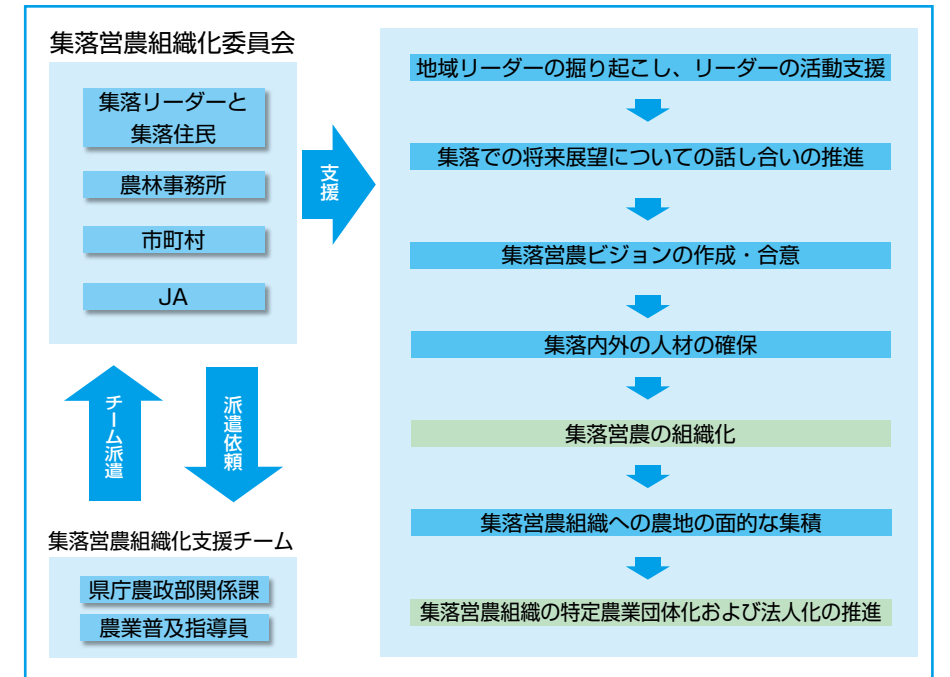 集落営農組織化委員会
集落リーダーと
集落住民
農林事務所
市町村
JA
支援
チーム派遣
派遣依頼
集落営農組織化支援チーム
県庁農政部関係課
農業普及指導員
地域リーダーの掘り起こし、リーダーの活動支援
集落での将来展望についての話し合いの推進
集落営農ビジョンの作成・合意
集落内外の人材の確保
集落営農の組織化
集落営農組織への農地の面的な集積
集落営農組織の特定農業団体化および法人化の推進